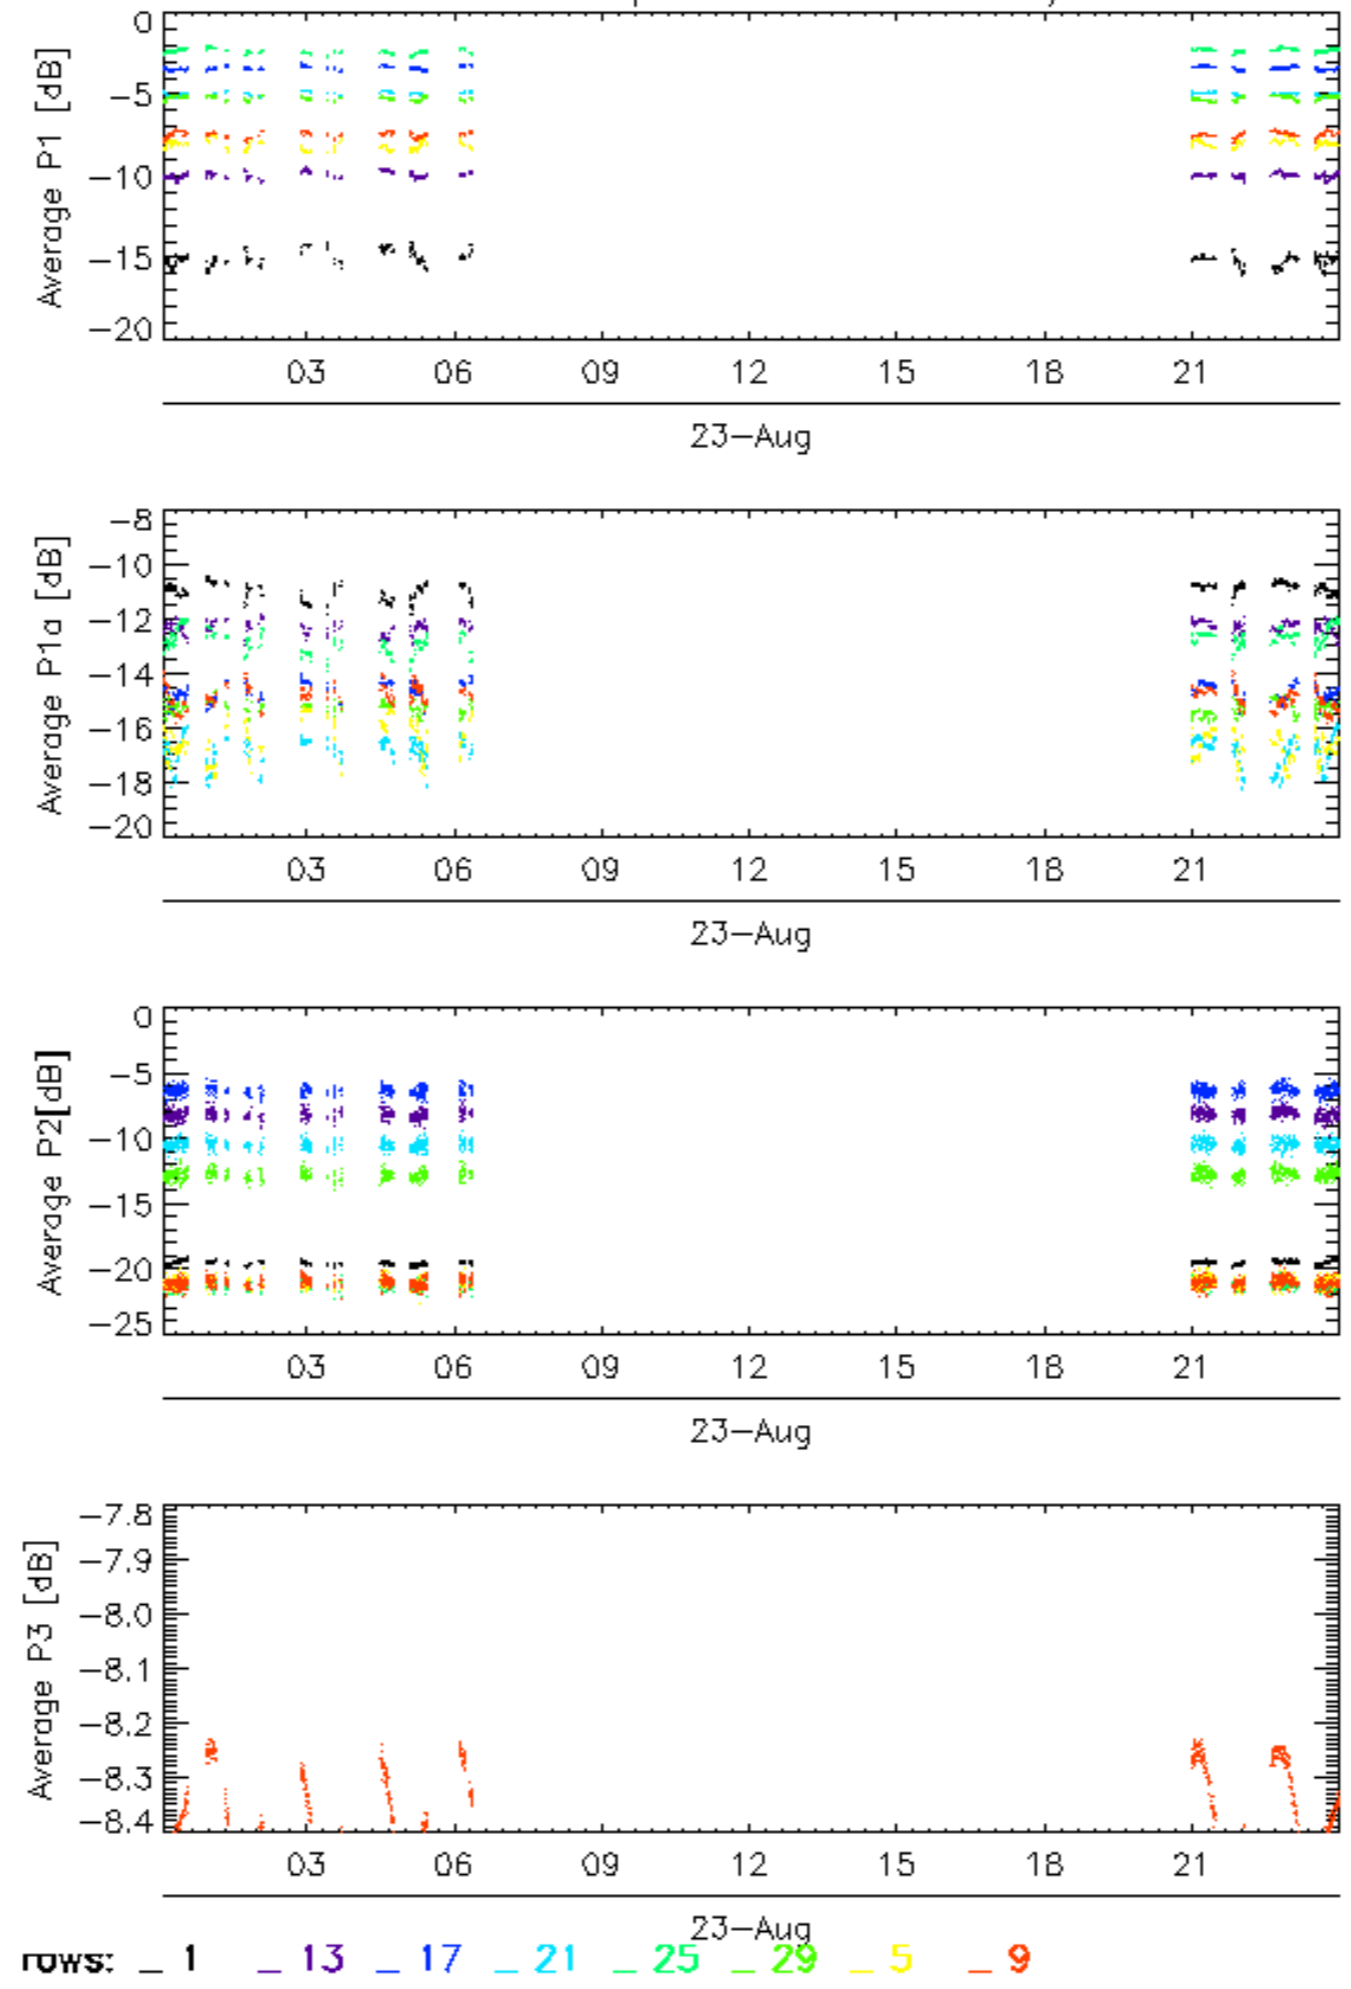 0
−5
−10
−15
−20
Average P1 [dB]
03 06 09 12 15 18 21
23−Aug
−8
−10
−12
−14
−16
−18
−20
Average P1a [dB]
03 06 09 12 15 18 21
23−Aug
0
−5
−10
−15
−20
−25
Average P2[dB]
03 06 09 12 15 18 21
23−Aug
−7.8
−7.9
−8.0
−8.1
−8.2
−8.3
−8.4
Average P3 [dB]
03 06 09 12 15 18 21
23−Aug
rows: _ 1 _ 13 _ 17 _ 21 _ 25 _ 29 _ 5 _ 9